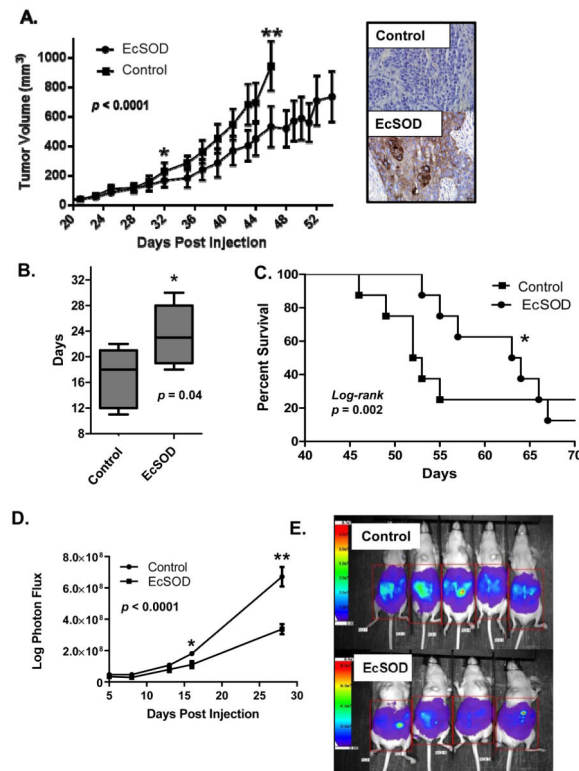 A.
EcSOD
Control
**
p < 0.0001
*
Tumor Volume (mm³)
1000
800
600
400
200
0
20 24 28 32 36 40 44 48 52
Days Post Injection
Control
EcSOD
B.
*
Days
32
28
24
20
16
12
p = 0.04
Control
EcSOD
C.
Control
EcSOD
*
Percent Survival
100
80
60
40
20
0
Log-rank
p = 0.002
40 45 50 55 60 65 70
Days
D.
Control
EcSOD
**
p < 0.0001
*
Log Photon Flux
8.0×10⁸
6.0×10⁸
4.0×10⁸
2.0×10⁸
0.0
5 10 15 20 25 30
Days Post Injection
E.
Control
EcSOD